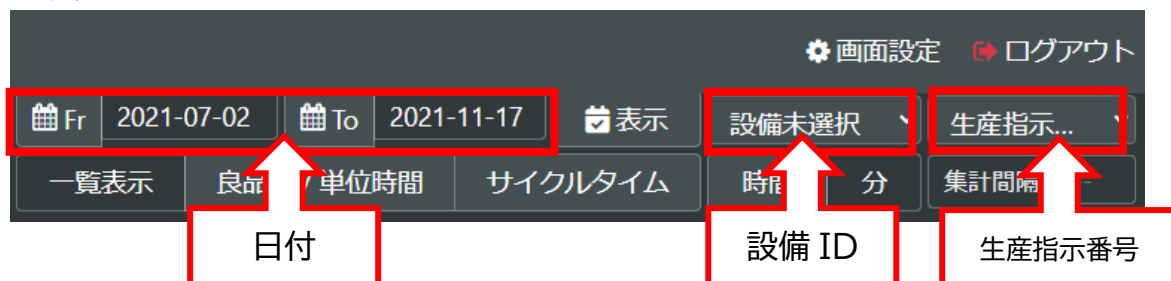 画面設定 ログアウト
Fr 2021-07-02 To 2021-11-17 表示 設備未選択 生産指示...
一覧表示 良品 / 単位時間 サイクルタイム 時間 分 集計間隔
日付 設備 ID 生産指示番号